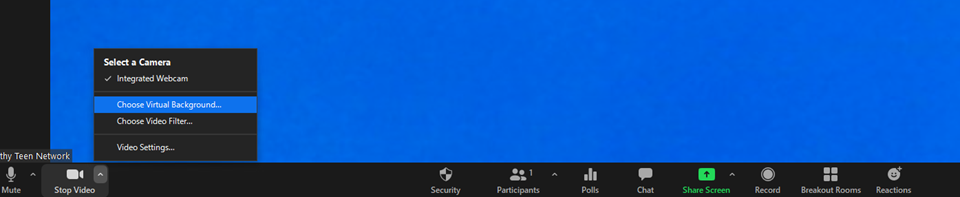 Select a Camera
Integrated Webcam
Choose Virtual Background...
Choose Video Filter...
Video Settings...
thy Teen Network
1
Mute
Stop Video
Security
Participants
Polls
Chat
Share Screen
Record
Breakout Rooms
Reactions